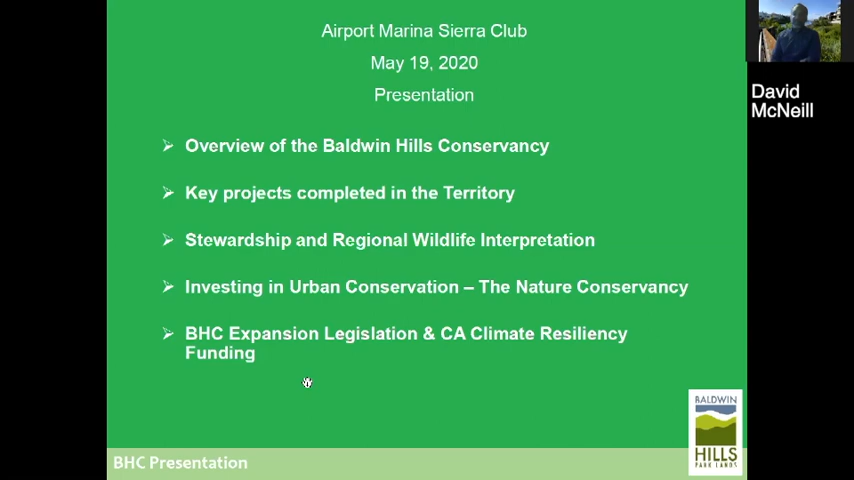 Airport Marina Sierra Club
May 19, 2020
Presentation
Overview of the Baldwin Hills Conservancy
Key projects completed in the Territory
Stewardship and Regional Wildlife Interpretation
Investing in Urban Conservation – The Nature Conservancy
BHC Expansion Legislation & CA Climate Resiliency
Funding
BHC Presentation
BALDWIN
HILLS
PARK LANDS
David
McNeill